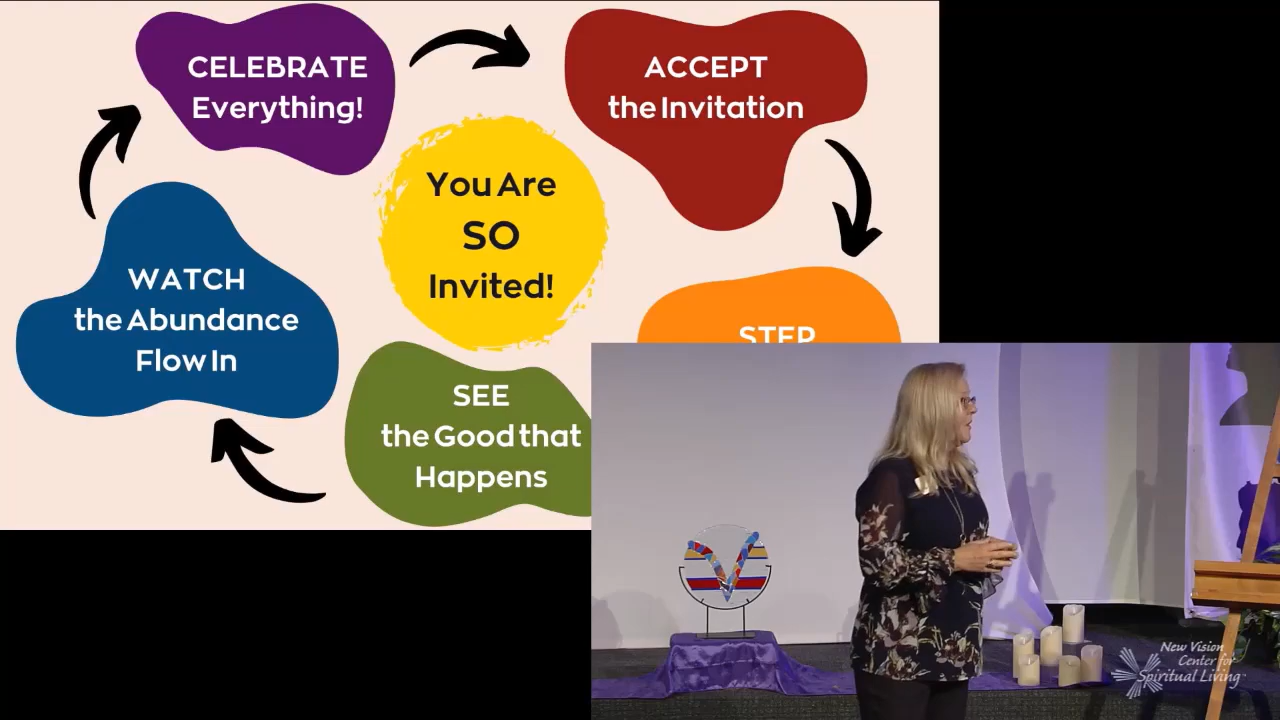 CELEBRATE
Everything!
ACCEPT
the Invitation
You Are
SO
Invited!
WATCH
the Abundance
Flow In
STEP
SEE
the Good that
Happens
New Vision
Center for
Spiritual Living